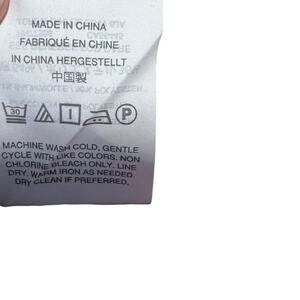 MADE IN CHINA
FABRIQUÉ EN CHINE
IN CHINA HERGESTELLT
中国製
30 P
MACHINE WASH COLD, GENTLE
CYCLE WITH LIKE COLORS. NON
CHLORINE BLEACH ONLY. LINE
DRY. WARM IRON AS NEEDED.
DRY CLEAN IF PREFERRED.